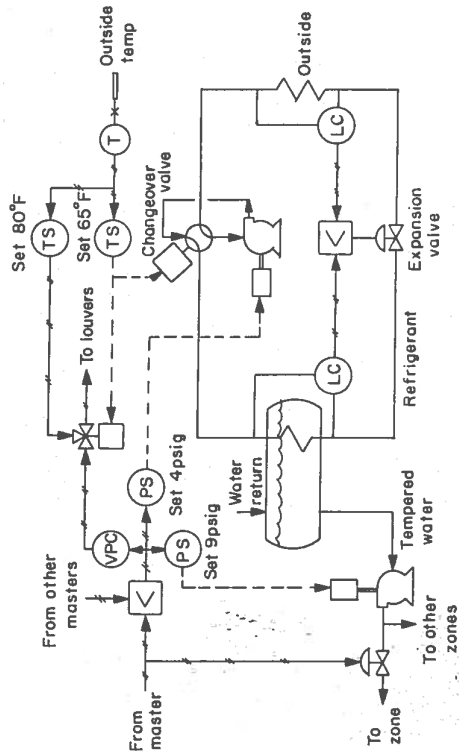 Outside
temp
T
Set 80°F
TS
Set 65°F
TS
To louvers
Changeover valve
From other
masters
VPC
<
PS
Set 4psig
PS
Set 9psig
From
master
Water
return
LC
LC
Outside
<
Expansion
valve
Refrigerant
Tempered
water
To other
zones
To
zone